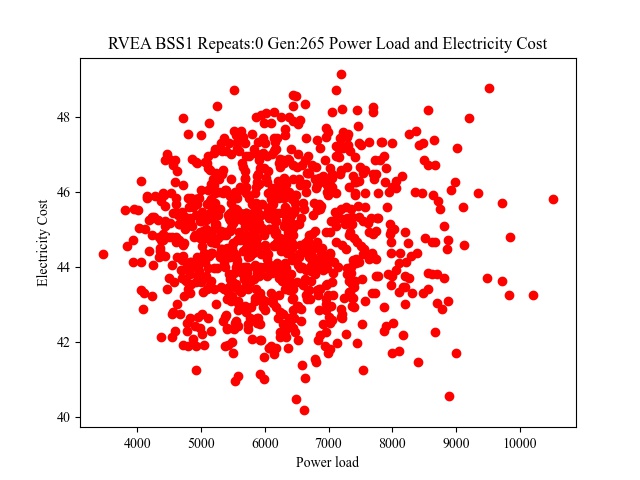 RVEA BSS1 Repeats:0 Gen:265 Power Load and Electricity Cost
48
46
44
42
40
Electricity Cost
4000 5000 6000 7000 8000 9000 10000
Power load